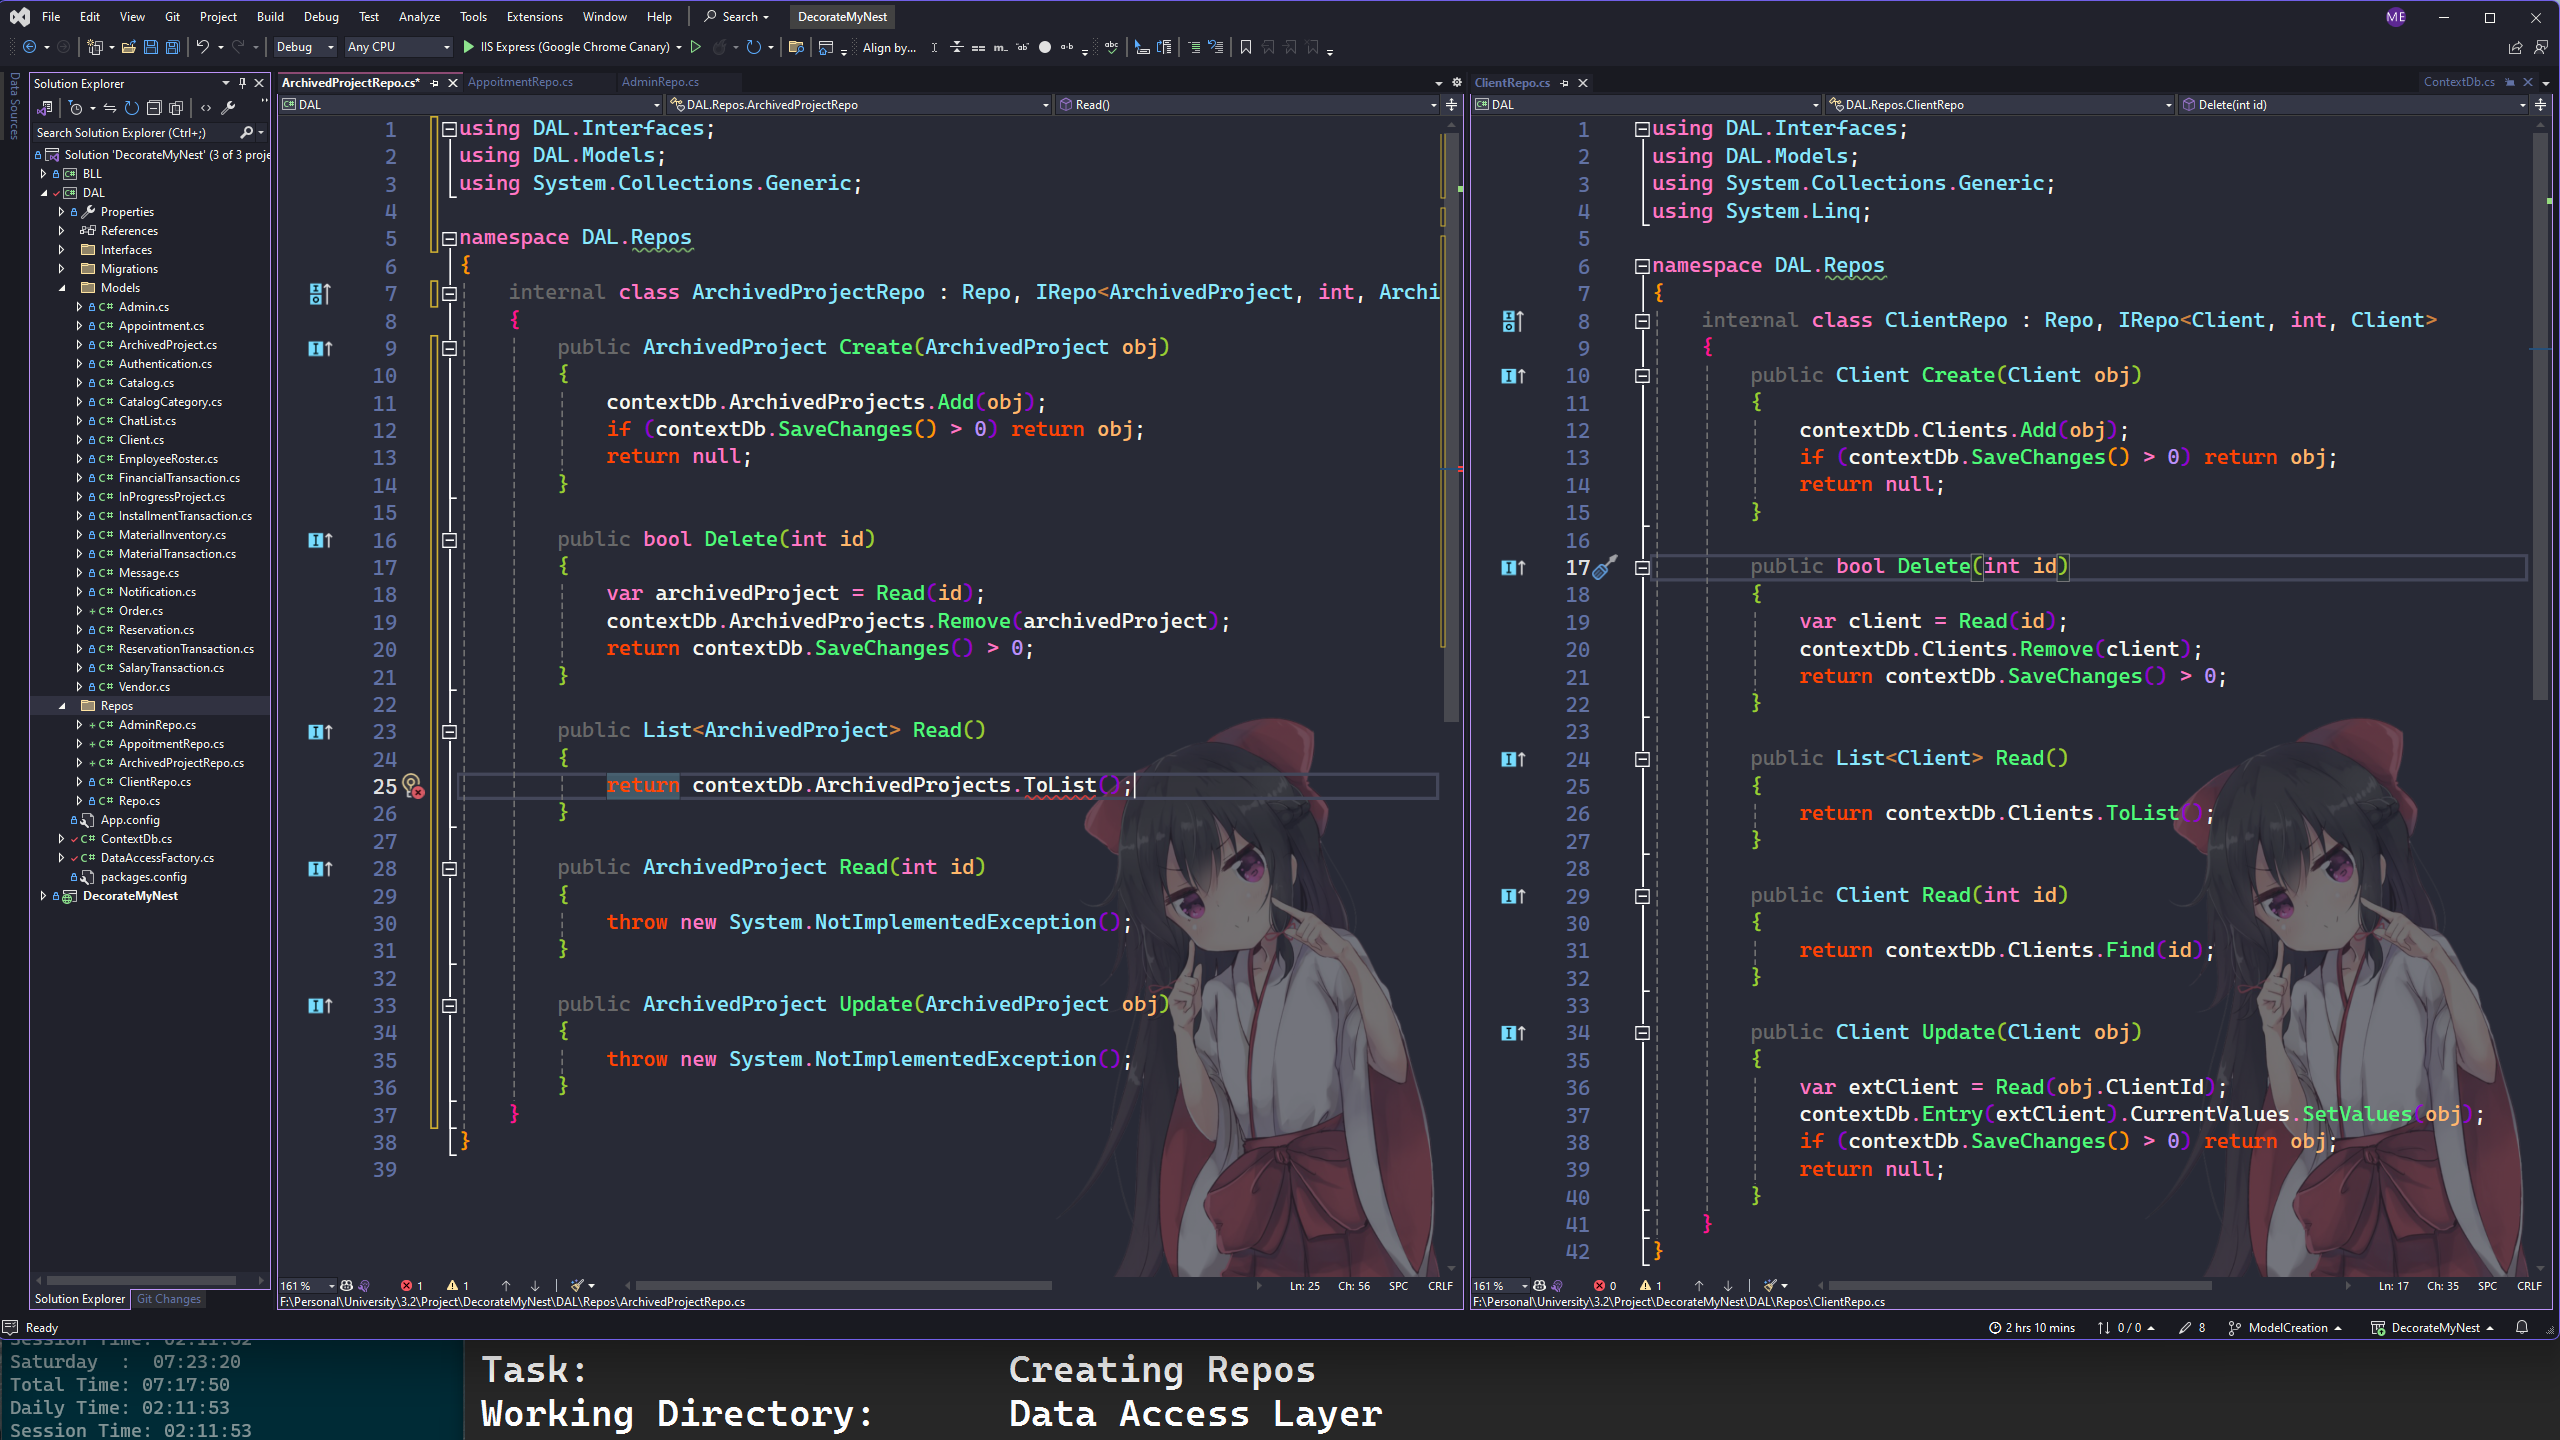 File Edit View Git Project Build Debug Test Analyze Tools Extensions Window Help Search DecorateMyNest ME
Debug Any CPU IIS Express (Google Chrome Canary) Align by...
Data Sources
Solution Explorer
Search Solution Explorer (Ctrl+;)
Solution 'DecorateMyNest' (3 of 3 proje
BLL
DAL
Properties
References
Interfaces
Migrations
Models
Admin.cs
Appointment.cs
ArchivedProject.cs
Authentication.cs
Catalog.cs
CatalogCategory.cs
ChatList.cs
Client.cs
EmployeeRoster.cs
FinancialTransaction.cs
InProgressProject.cs
InstallmentTransaction.cs
MaterialInventory.cs
MaterialTransaction.cs
Message.cs
Notification.cs
Order.cs
Reservation.cs
ReservationTransaction.cs
SalaryTransaction.cs
Vendor.cs
Repos
AdminRepo.cs
AppoitmentRepo.cs
ArchivedProjectRepo.cs
ClientRepo.cs
Repo.cs
App.config
ContextDb.cs
DataAccessFactory.cs
packages.config
DecorateMyNest
Solution Explorer Git Changes
ArchivedProjectRepo.cs* AppoitmentRepo.cs AdminRepo.cs
DAL DAL.Repos.ArchivedProjectRepo Read()
1 using DAL.Interfaces;
2 using DAL.Models;
3 using System.Collections.Generic;
4
5 namespace DAL.Repos
6 {
7 internal class ArchivedProjectRepo : Repo, IRepo<ArchivedProject, int, Archi
8 {
9 public ArchivedProject Create(ArchivedProject obj)
10 {
11 contextDb.ArchivedProjects.Add(obj);
12 if (contextDb.SaveChanges() > 0) return obj;
13 return null;
14 }
15
16 public bool Delete(int id)
17 {
18 var archivedProject = Read(id);
19 contextDb.ArchivedProjects.Remove(archivedProject);
20 return contextDb.SaveChanges() > 0;
21 }
22
23 public List<ArchivedProject> Read()
24 {
25 return contextDb.ArchivedProjects.ToList();
26 }
27
28 public ArchivedProject Read(int id)
29 {
30 throw new System.NotImplementedException();
31 }
32
33 public ArchivedProject Update(ArchivedProject obj)
34 {
35 throw new System.NotImplementedException();
36 }
37 }
38 }
39
161 % 1 1 Ln: 25 Ch: 56 SPC CRLF
F:\Personal\University\3.2\Project\DecorateMyNest\DAL\Repos\ArchivedProjectRepo.cs
ClientRepo.cs ContextDb.cs
DAL DAL.Repos.ClientRepo Delete(int id)
1 using DAL.Interfaces;
2 using DAL.Models;
3 using System.Collections.Generic;
4 using System.Linq;
5
6 namespace DAL.Repos
7 {
8 internal class ClientRepo : Repo, IRepo<Client, int, Client>
9 {
10 public Client Create(Client obj)
11 {
12 contextDb.Clients.Add(obj);
13 if (contextDb.SaveChanges() > 0) return obj;
14 return null;
15 }
16
17 public bool Delete(int id)
18 {
19 var client = Read(id);
20 contextDb.Clients.Remove(client);
21 return contextDb.SaveChanges() > 0;
22 }
23
24 public List<Client> Read()
25 {
26 return contextDb.Clients.ToList();
27 }
28
29 public Client Read(int id)
30 {
31 return contextDb.Clients.Find(id);
32 }
33
34 public Client Update(Client obj)
35 {
36 var extClient = Read(obj.ClientId);
37 contextDb.Entry(extClient).CurrentValues.SetValues(obj);
38 if (contextDb.SaveChanges() > 0) return obj;
39 return null;
40 }
41 }
42 }
161 % 0 1 Ln: 17 Ch: 35 SPC CRLF
F:\Personal\University\3.2\Project\DecorateMyNest\DAL\Repos\ClientRepo.cs
Ready 2 hrs 10 mins 0 / 0 8 ModelCreation DecorateMyNest
Session Time: 02:11:52
Saturday : 07:23:20
Total Time: 07:17:50
Daily Time: 02:11:53
Session Time: 02:11:53
Task: Creating Repos
Working Directory: Data Access Layer